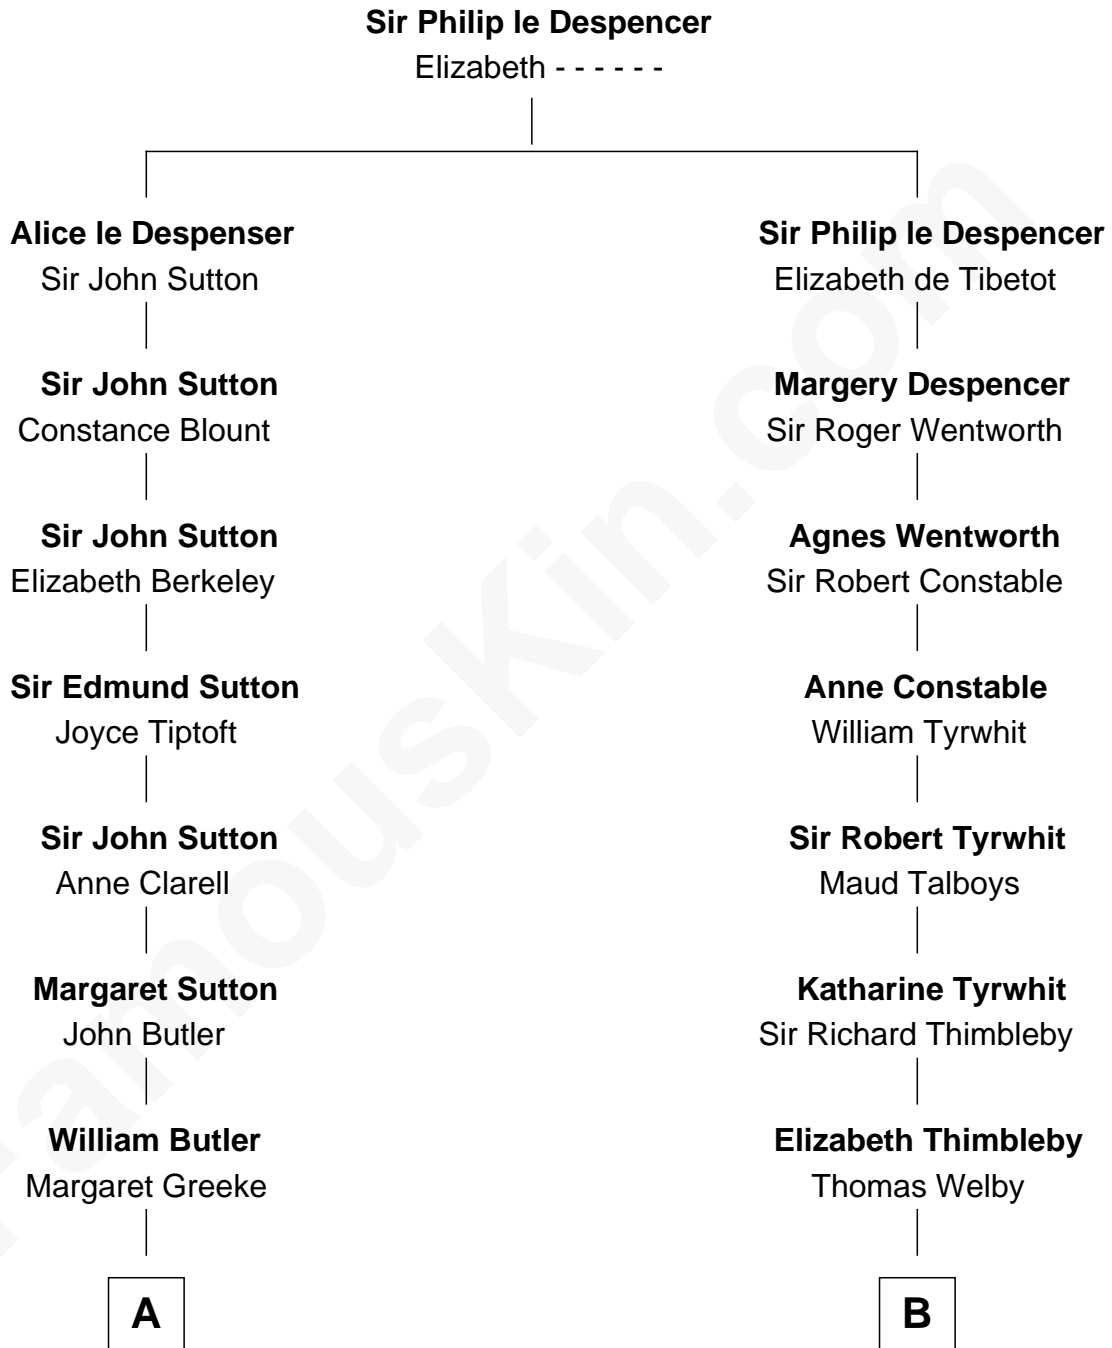 Sir Philip le Despencer
Elizabeth - - - - - -
Alice le Despenser
Sir John Sutton
Sir Philip le Despencer
Elizabeth de Tibetot
Sir John Sutton
Constance Blount
Margery Despencer
Sir Roger Wentworth
Sir John Sutton
Elizabeth Berkeley
Agnes Wentworth
Sir Robert Constable
Sir Edmund Sutton
Joyce Tiptoft
Anne Constable
William Tyrwhit
Sir John Sutton
Anne Clarell
Sir Robert Tyrwhit
Maud Talboys
Margaret Sutton
John Butler
Katharine Tyrwhit
Sir Richard Thimbleby
William Butler
Margaret Greeke
Elizabeth Thimbleby
Thomas Welby
A
B
FamousKin.com